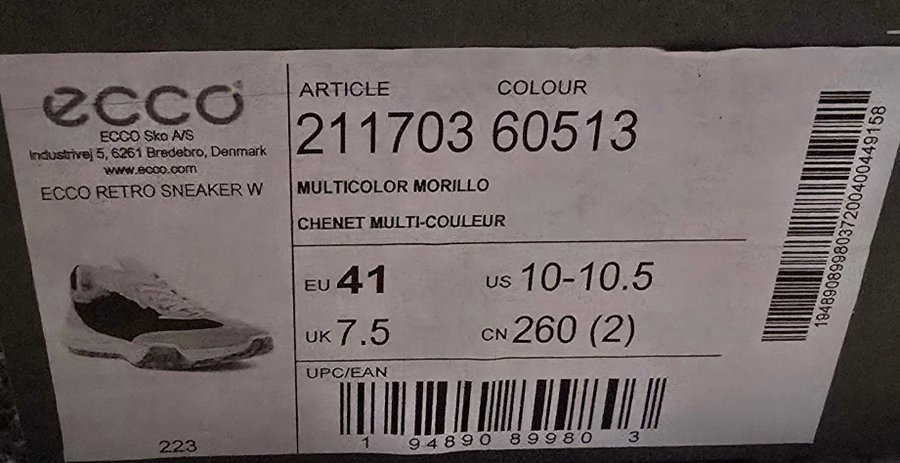 ecco
ECCO Sko A/S
Industrivej 5, 6261 Bredebro, Denmark
www.ecco.com
ECCO RETRO SNEAKER W
223
ARTICLE COLOUR
211703 60513
MULTICOLOR MORILLO
CHENET MULTI-COULEUR
EU 41 US 10-10.5
UK 7.5 CN 260 (2)
UPC/EAN
1 94890 89980 3
194890899803720040044915​8